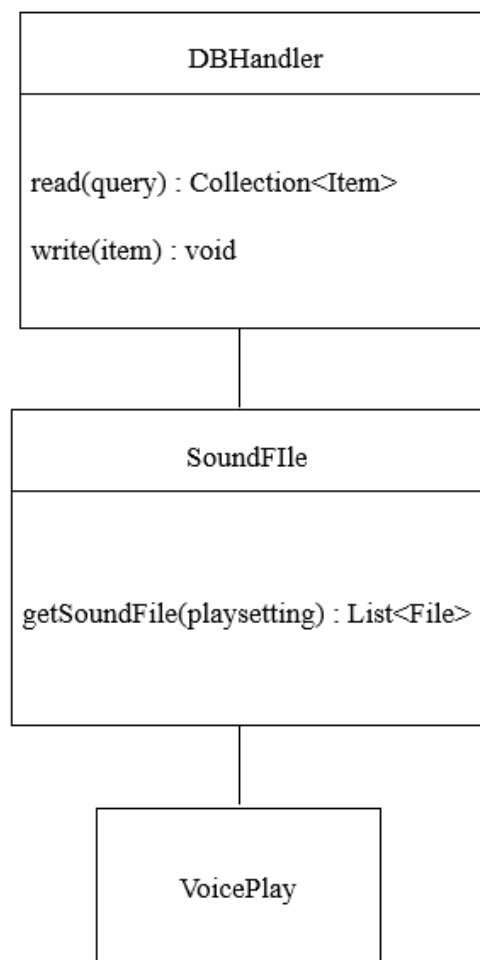 DBHandler
read(query) : Collection<Item>
write(item) : void
SoundFIle
getSoundFile(playsetting) : List<File>
VoicePlay